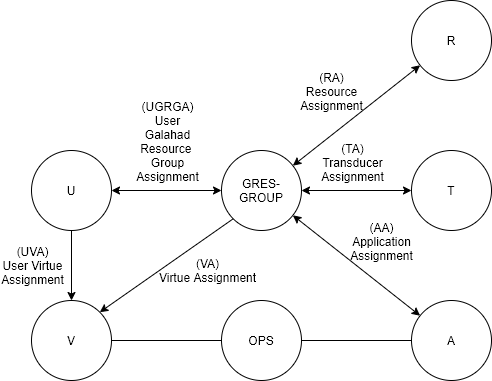 R
(RA)
Resource
Assignment
(UGRGA)
User
Galahad
Resource
Group
Assignment
(TA)
Transducer
Assignment
U
GRES-
GROUP
T
(AA)
Application
Assignment
(UVA)
User Virtue
Assignment
(VA)
Virtue Assignment
V
OPS
A